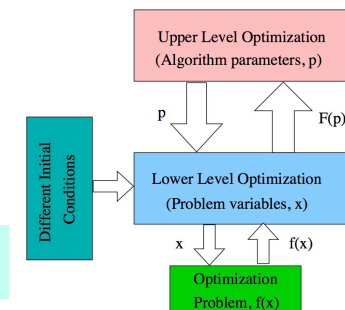 Upper Level Optimization
(Algorithm parameters, p)
p
F(p)
Different Initial
Conditions
Lower Level Optimization
(Problem variables, x)
x
f(x)
Optimization
Problem, f(x)